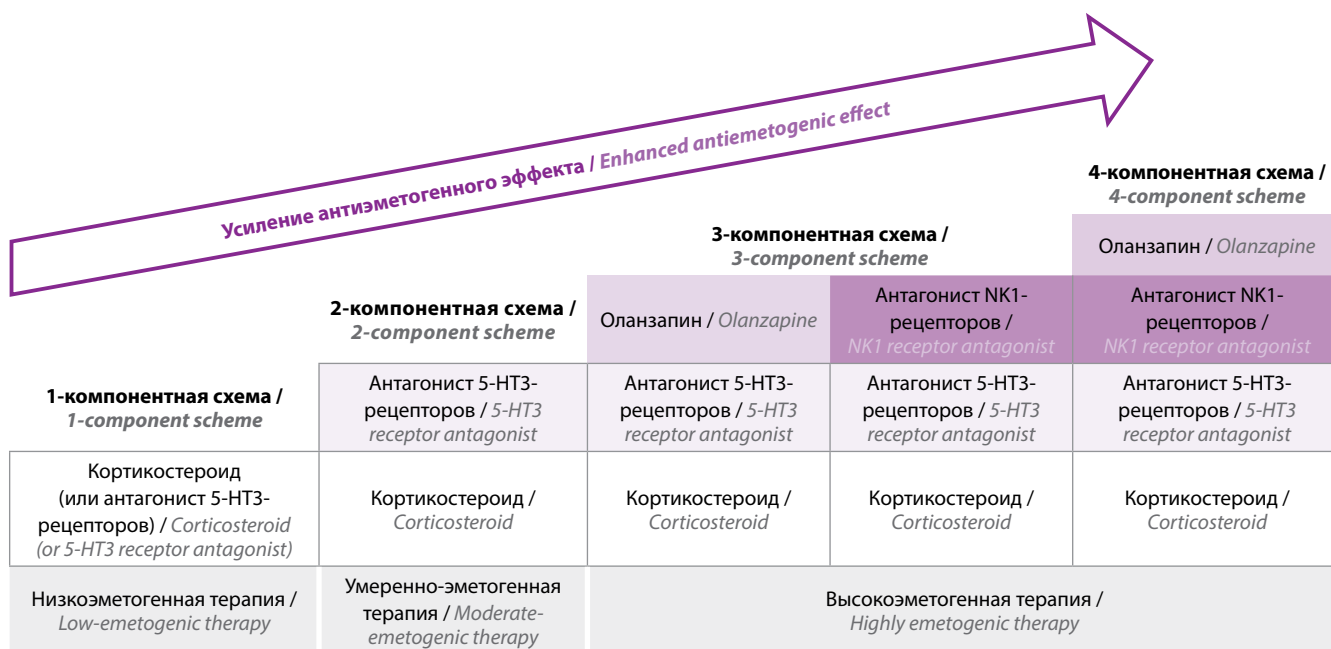 Усиление антиэметогенного эффекта / Enhanced antiemetogenic effect
4-компонентная схема /
4-component scheme
3-компонентная схема /
3-component scheme
Оланзапин / Olanzapine
2-компонентная схема /
2-component scheme
Оланзапин / Olanzapine
Антагонист NK1-
рецепторов /
NK1 receptor antagonist
Антагонист NK1-
рецепторов /
NK1 receptor antagonist
1-компонентная схема /
1-component scheme
Антагонист 5-НТ3-
рецепторов / 5-HT3
receptor antagonist
Антагонист 5-НТ3-
рецепторов / 5-HT3
receptor antagonist
Антагонист 5-НТ3-
рецепторов / 5-HT3
receptor antagonist
Антагонист 5-НТ3-
рецепторов / 5-HT3
receptor antagonist
Кортикостероид
(или антагонист 5-НТ3-
рецепторов) / Corticosteroid
(or 5-HT3 receptor antagonist)
Кортикостероид /
Corticosteroid
Кортикостероид /
Corticosteroid
Кортикостероид /
Corticosteroid
Кортикостероид /
Corticosteroid
Низкоэметогенная терапия /
Low-emetogenic therapy
Умеренно-эметогенная
терапия / Moderate-
emetogenic therapy
Высокоэметогенная терапия /
Highly emetogenic therapy